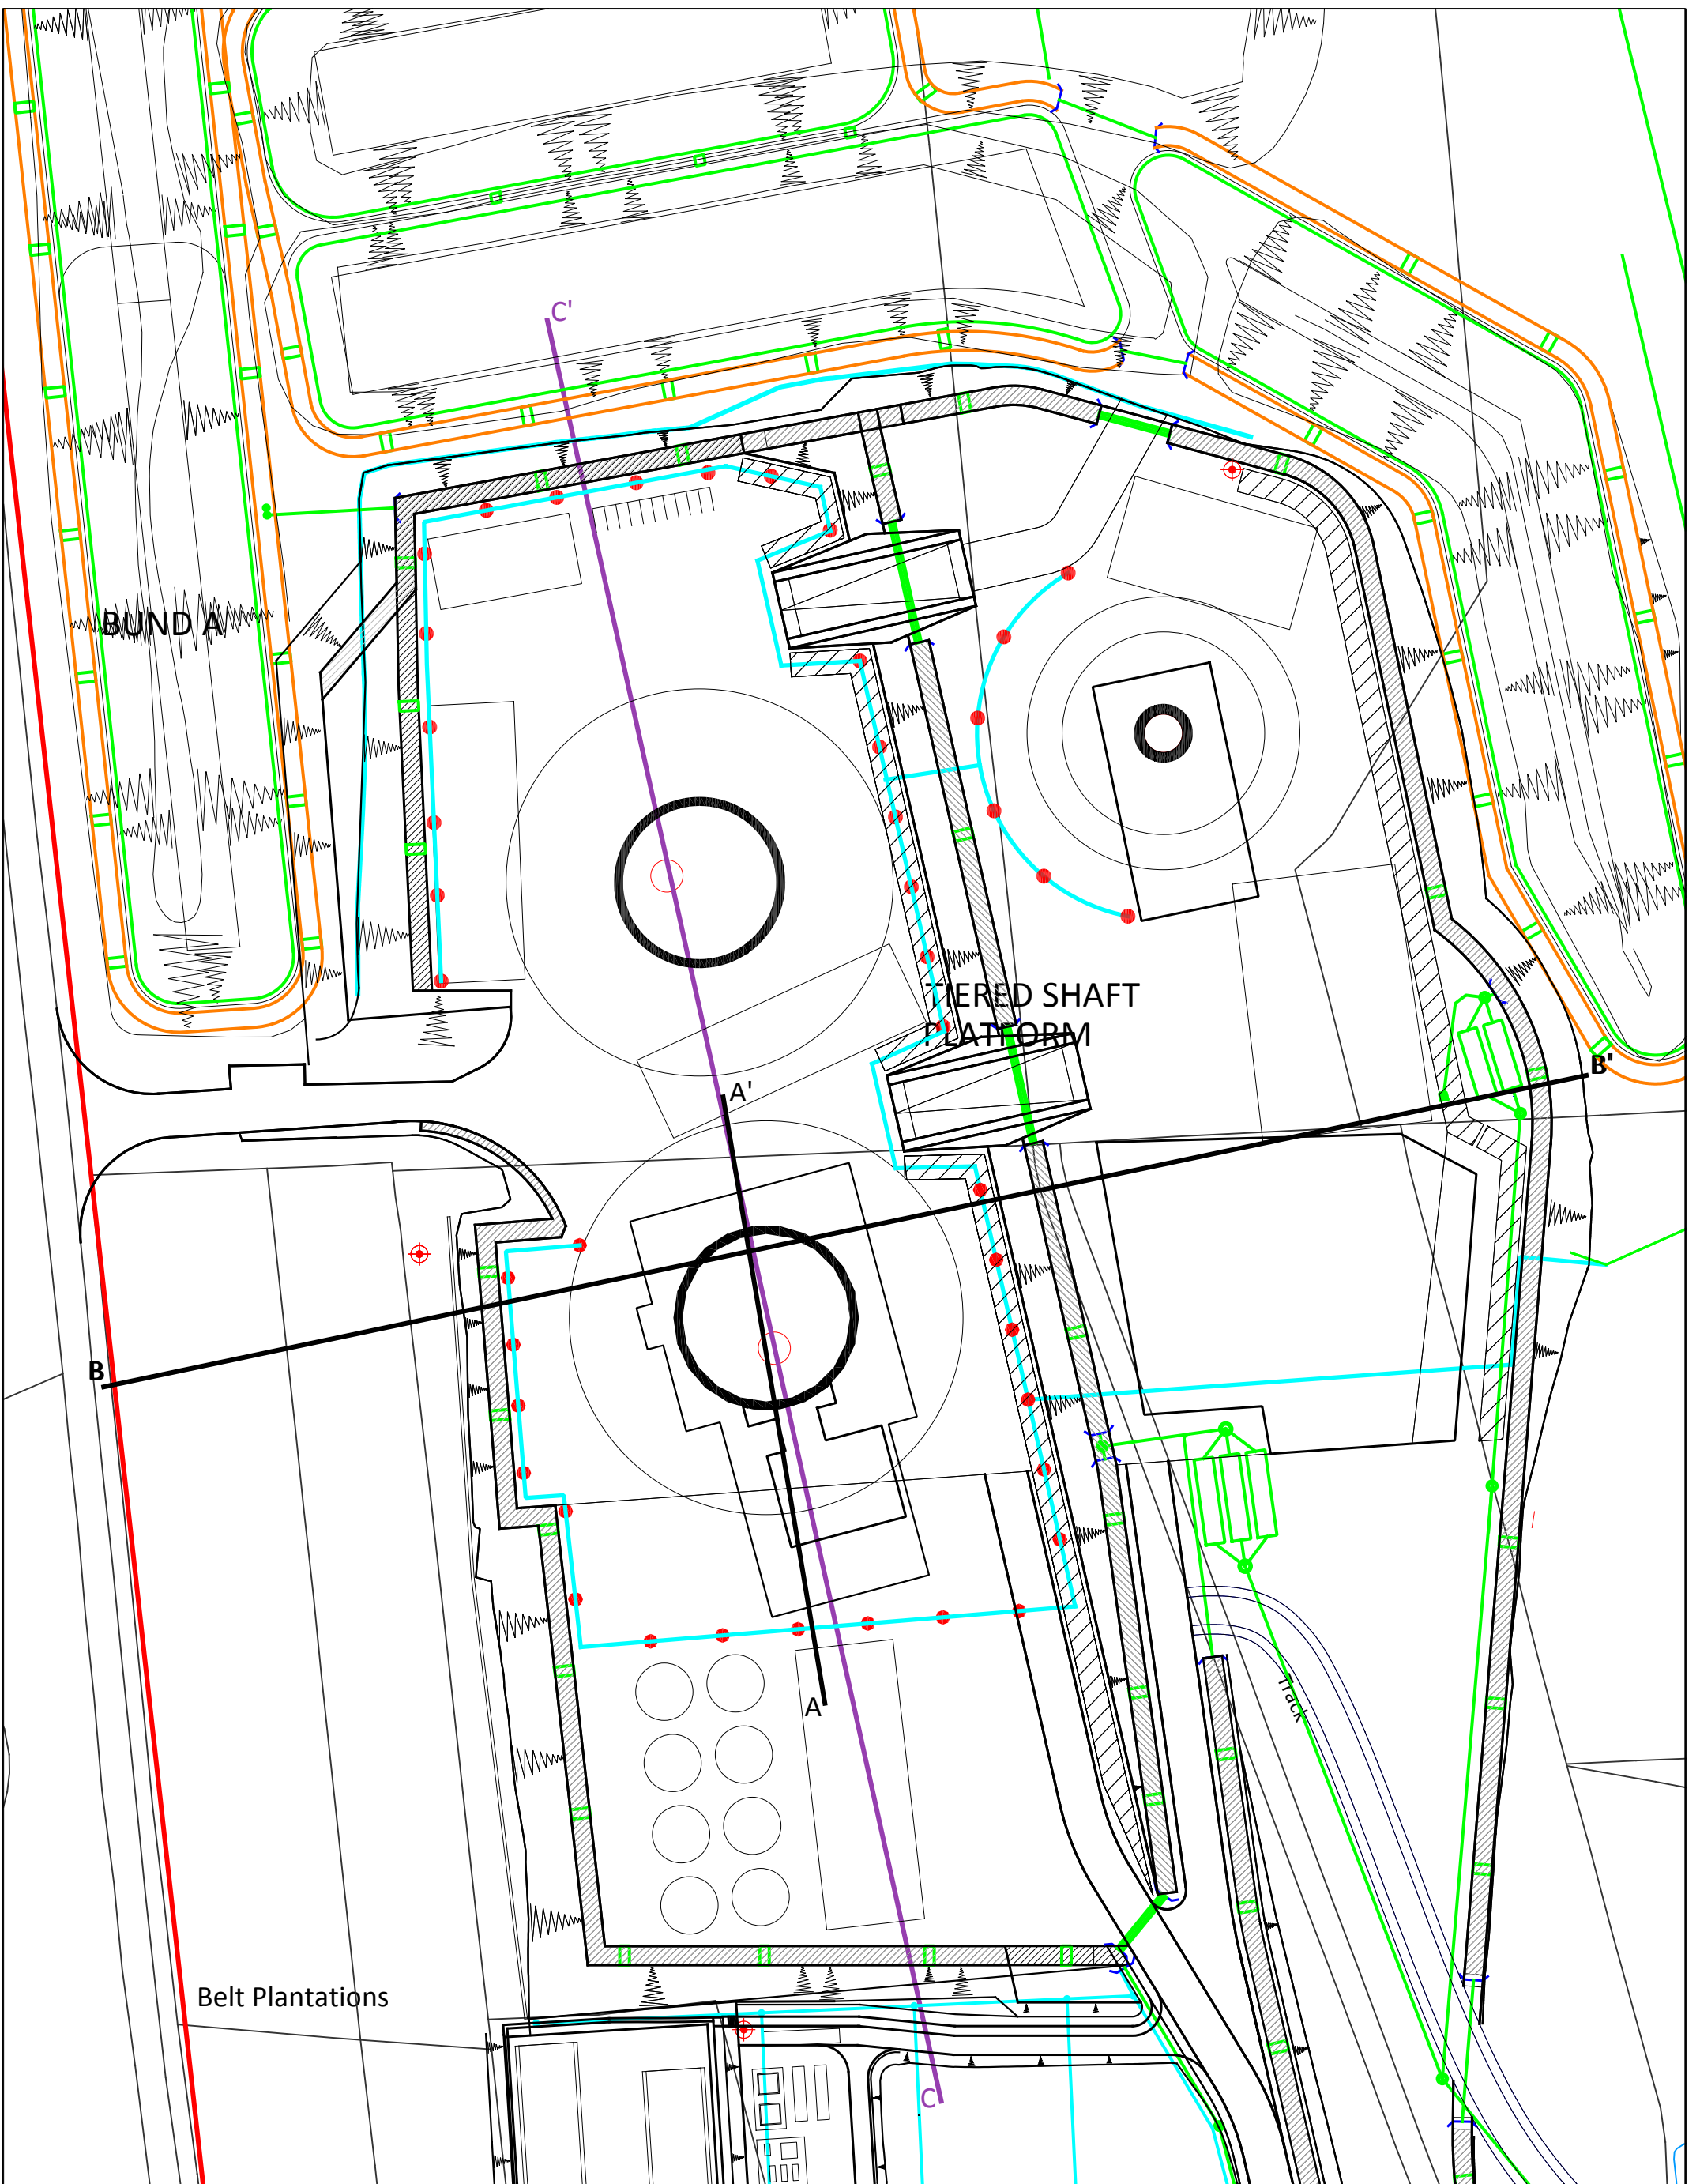 C'
BUND A
TIERED SHAFT
PLATFORM
B'
A'
B
A
Track
Belt Plantations
C